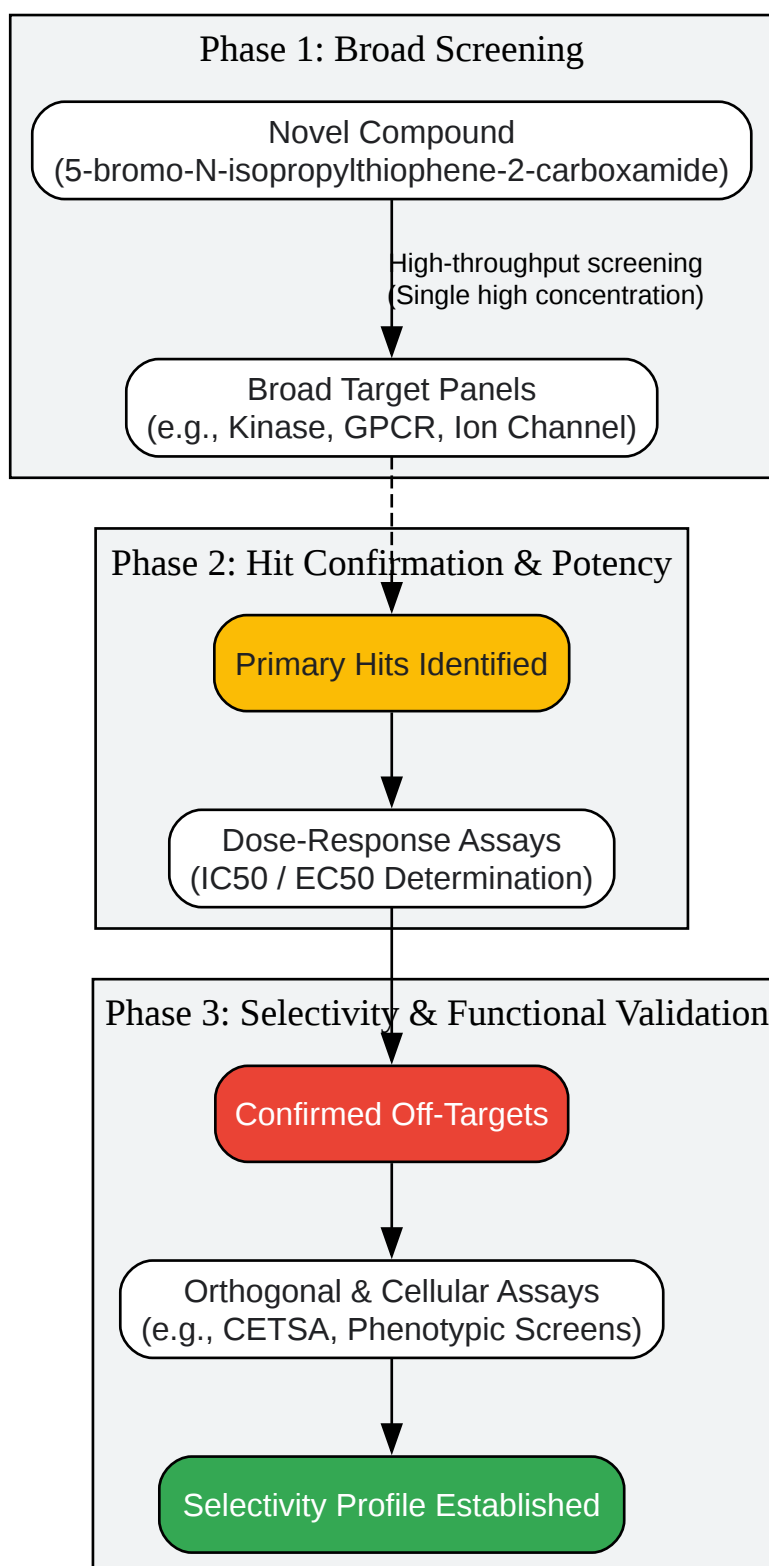 Phase 1: Broad Screening
Novel Compound
(5-bromo-N-isopropylthiophene-2-carboxamide)
High-throughput screening
(Single high concentration)
Broad Target Panels
(e.g., Kinase, GPCR, Ion Channel)
Phase 2: Hit Confirmation & Potency
Primary Hits Identified
Dose-Response Assays
(IC50 / EC50 Determination)
Phase 3: Selectivity & Functional Validation
Confirmed Off-Targets
Orthogonal & Cellular Assays
(e.g., CETSA, Phenotypic Screens)
Selectivity Profile Established